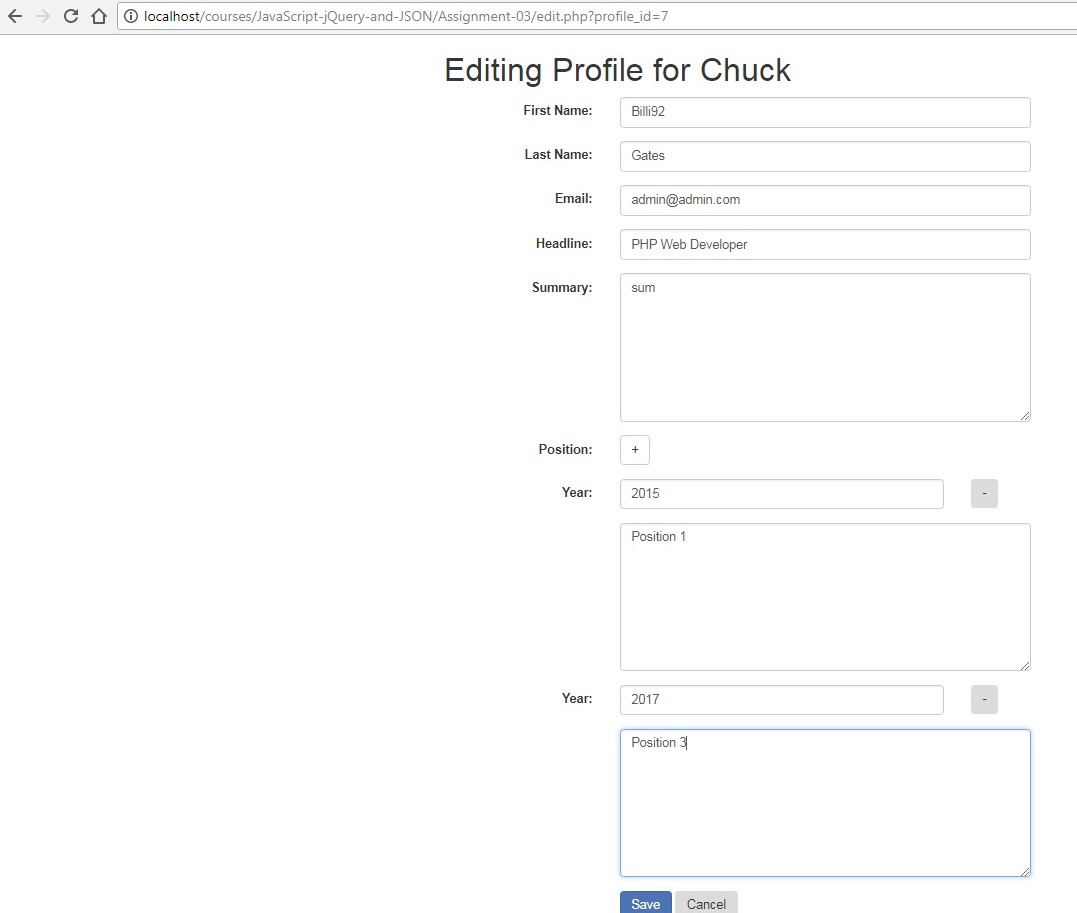 localhost/courses/JavaScript-jQuery-and-JSON/Assignment-03/edit.php?profile_id=7
Editing Profile for Chuck
First Name: Billi92
Last Name: Gates
Email: admin@admin.com
Headline: PHP Web Developer
Summary: sum
Position: +
Year: 2015 -
Position 1
Year: 2017 -
Position 3
Save Cancel